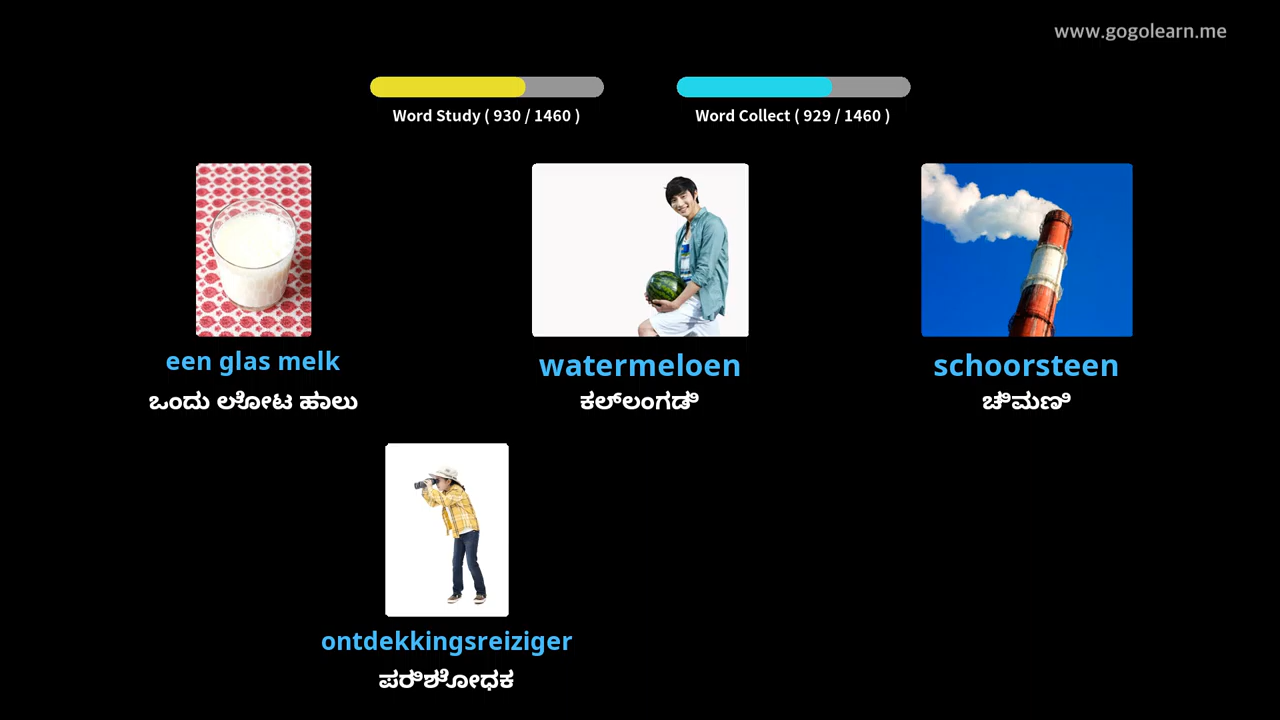 www.gogolearn.me
Word Study ( 930 / 1460 )
Word Collect ( 929 / 1460 )
een glas melk
watermeloen
schoorsteen
ಒಂದು ಲೋಟ ಹಾಲು
ಕಲ್ಲಂಗಡಿ
ಚಿಮಣಿ
ontdekkingsreiziger
ಪರಿಶೋಧಕ